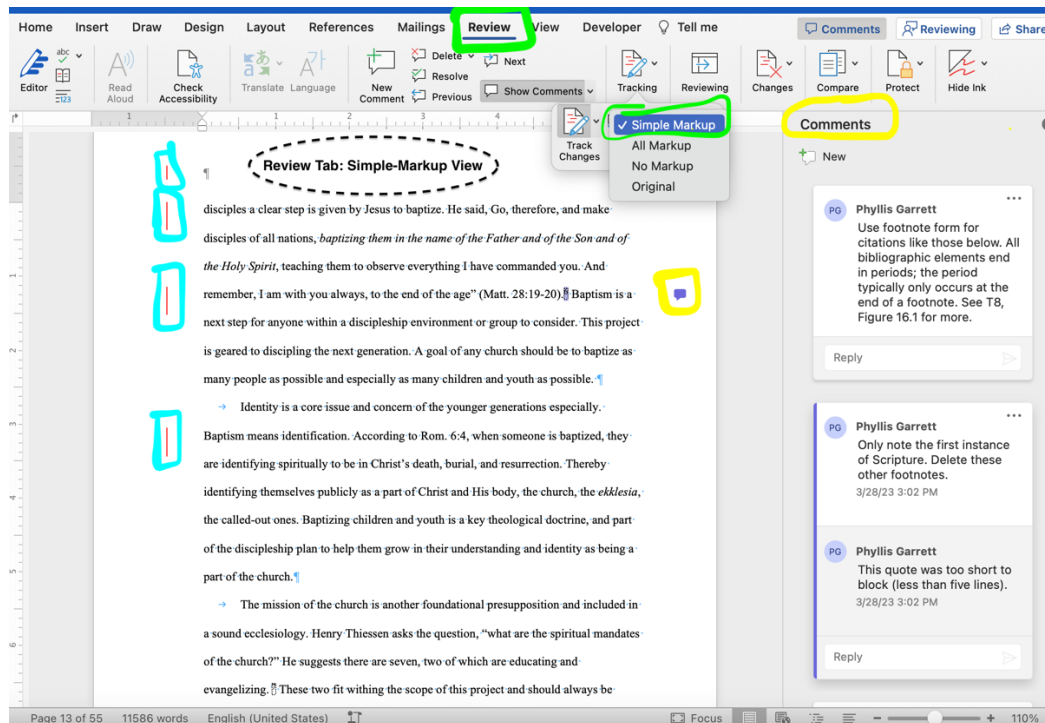 Home Insert Draw Design Layout References Mailings Review View Developer Tell me Comments Reviewing Share
Editor
abc
123
Read Aloud
Check Accessibility
Translate Language
New Comment
Delete
Resolve
Previous
Next
Show Comments
Tracking
Reviewing
Changes
Compare
Protect
Hide Ink
1 1 2 3 4
Track Changes
✓ Simple Markup
All Markup
No Markup
Original
Comments
New
Review Tab: Simple-Markup View
disciples a clear step is given by Jesus to baptize. He said, Go, therefore, and make
disciples of all nations, baptizing them in the name of the Father and of the Son and of
the Holy Spirit, teaching them to observe everything I have commanded you. And
remember, I am with you always, to the end of the age” (Matt. 28:19-20). Baptism is a
next step for anyone within a discipleship environment or group to consider. This project
is geared to discipling the next generation. A goal of any church should be to baptize as
many people as possible and especially as many children and youth as possible. ¶
Identity is a core issue and concern of the younger generations especially.
Baptism means identification. According to Rom. 6:4, when someone is baptized, they
are identifying spiritually to be in Christ’s death, burial, and resurrection. Thereby
identifying themselves publicly as a part of Christ and His body, the church, the ekklesia,
the called-out ones. Baptizing children and youth is a key theological doctrine, and part
of the discipleship plan to help them grow in their understanding and identity as being a
part of the church.¶
The mission of the church is another foundational presupposition and included in
a sound ecclesiology. Henry Thiessen asks the question, “what are the spiritual mandates
of the church?” He suggests there are seven, two of which are educating and
evangelizing. These two fit withing the scope of this project and should always be
PG Phyllis Garrett
Use footnote form for
citations like those below. All
bibliographic elements end
in periods; the period
typically only occurs at the
end of a footnote. See T8,
Figure 16.1 for more.
Reply
PG Phyllis Garrett
Only note the first instance
of Scripture. Delete these
other footnotes.
3/28/23 3:02 PM
PG Phyllis Garrett
This quote was too short to
block (less than five lines).
3/28/23 3:02 PM
Reply
Page 13 of 55 11586 words English (United States) Focus 110%